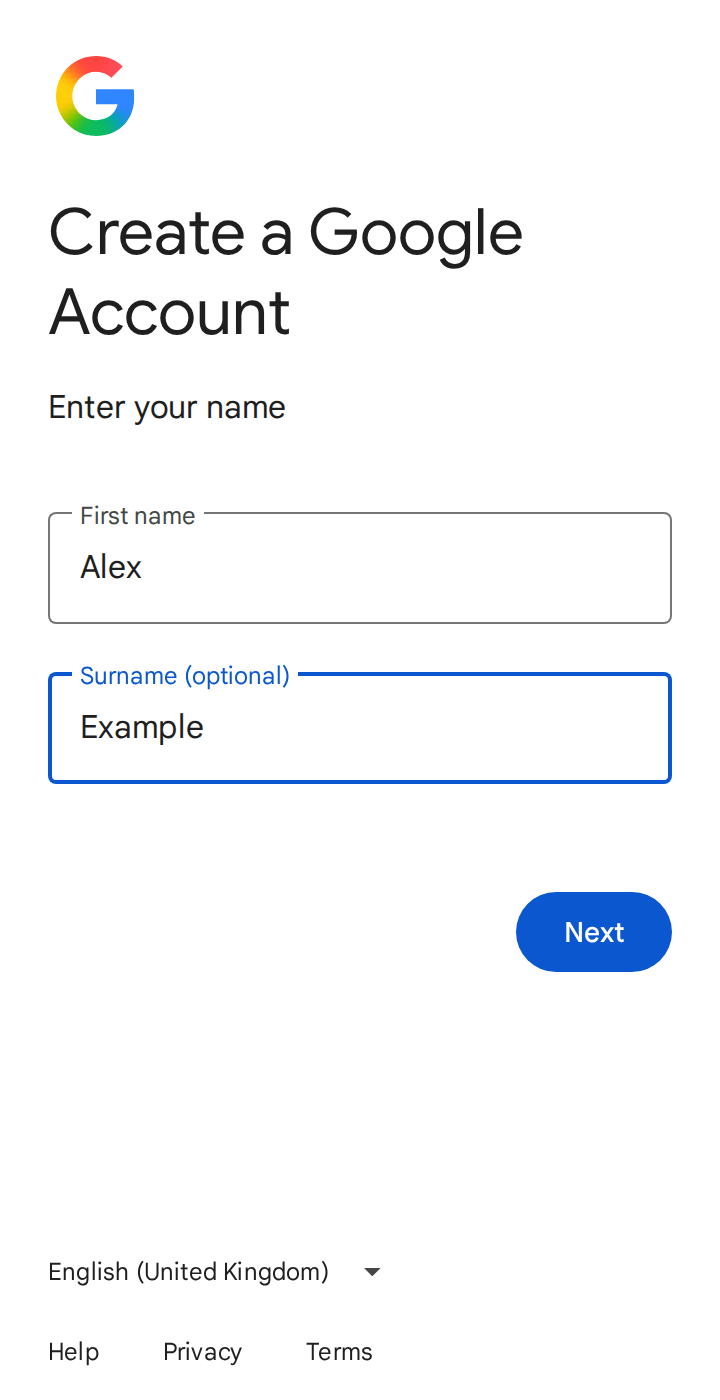 Create a Google
Account
Enter your name
First name
Alex
Surname (optional)
Example
Next
English (United Kingdom)
Help Privacy Terms